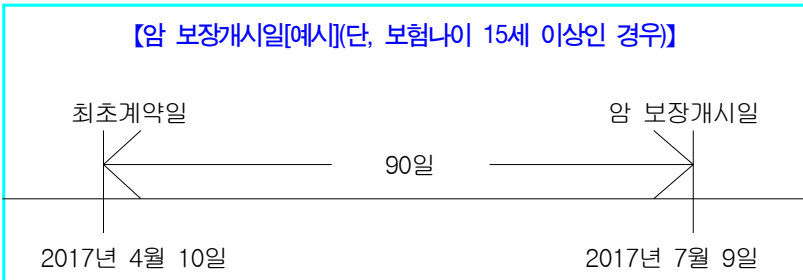 【암 보장개시일[예시](단, 보험나이 15세 이상인 경우)】
최초계약일 암 보장개시일
90일
2017년 4월 10일 2017년 7월 9일